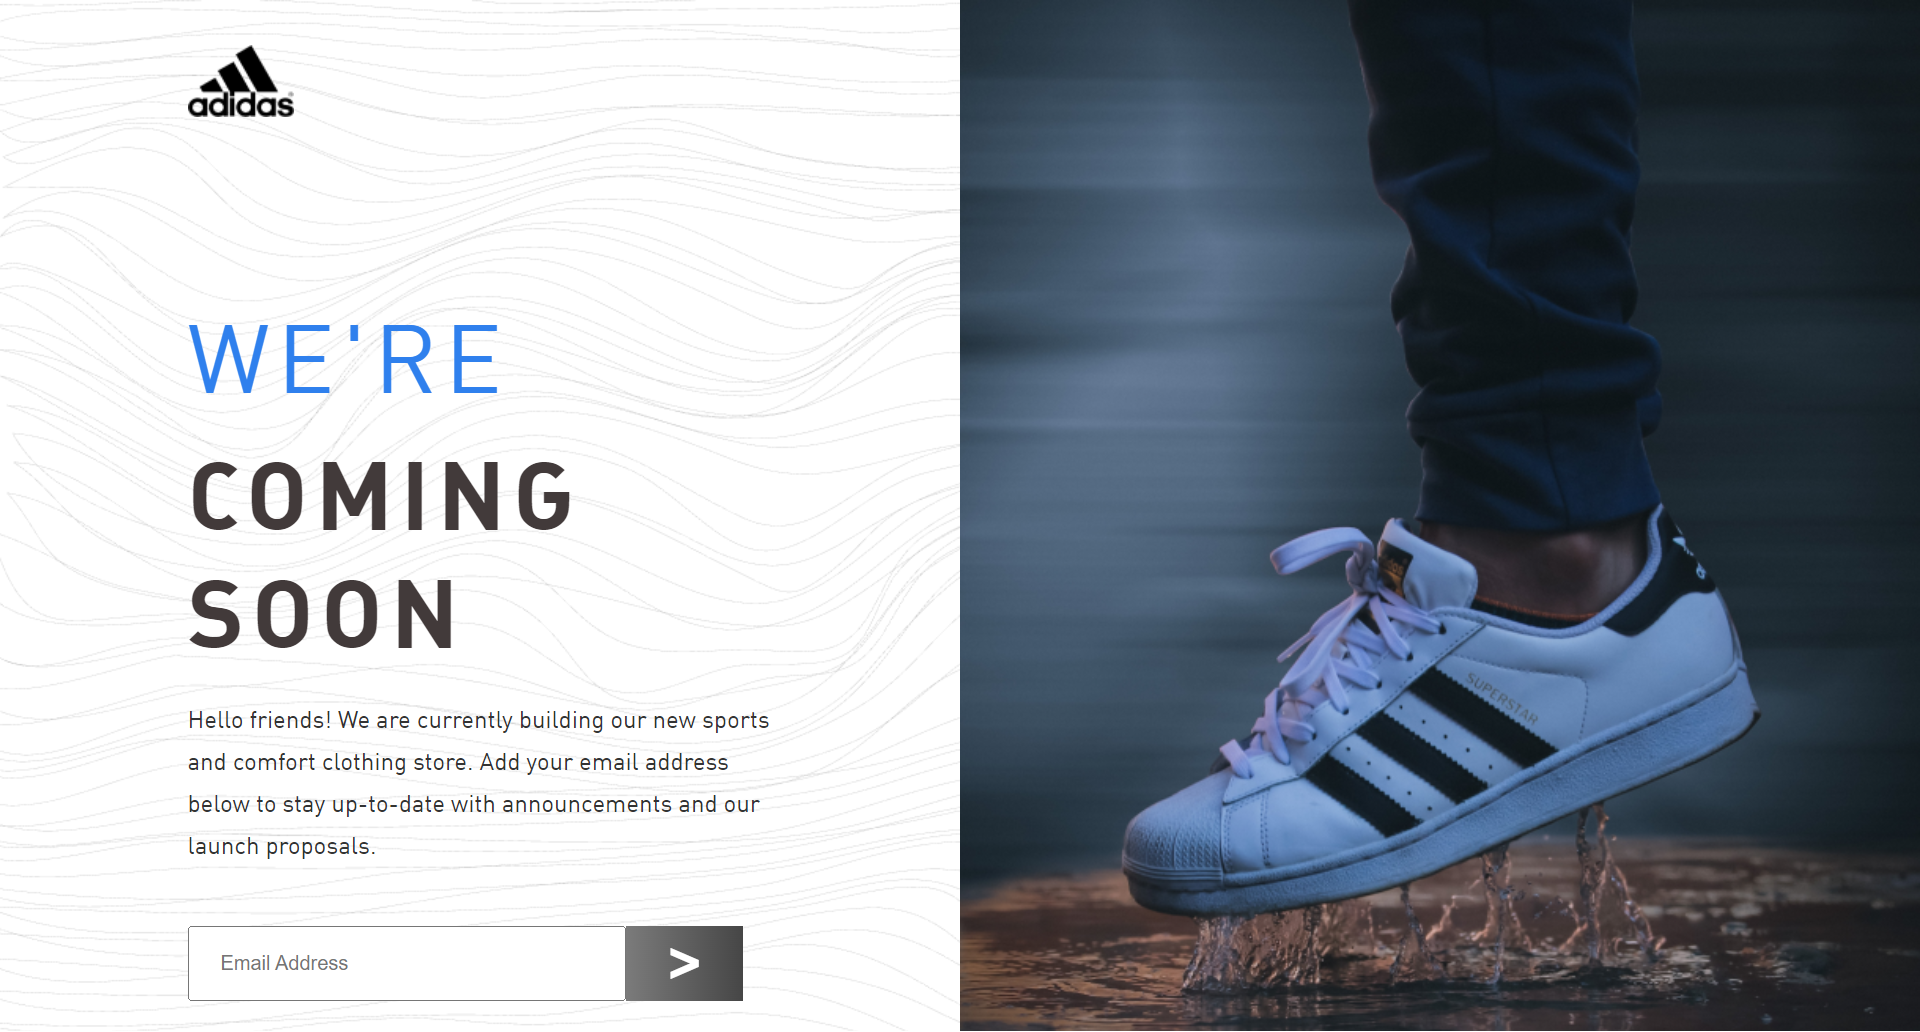 adidas
WE'RE
COMING
SOON
Hello friends! We are currently building our new sports
and comfort clothing store. Add your email address
below to stay up-to-date with announcements and our
launch proposals.
Email Address
>
SUPERSTAR